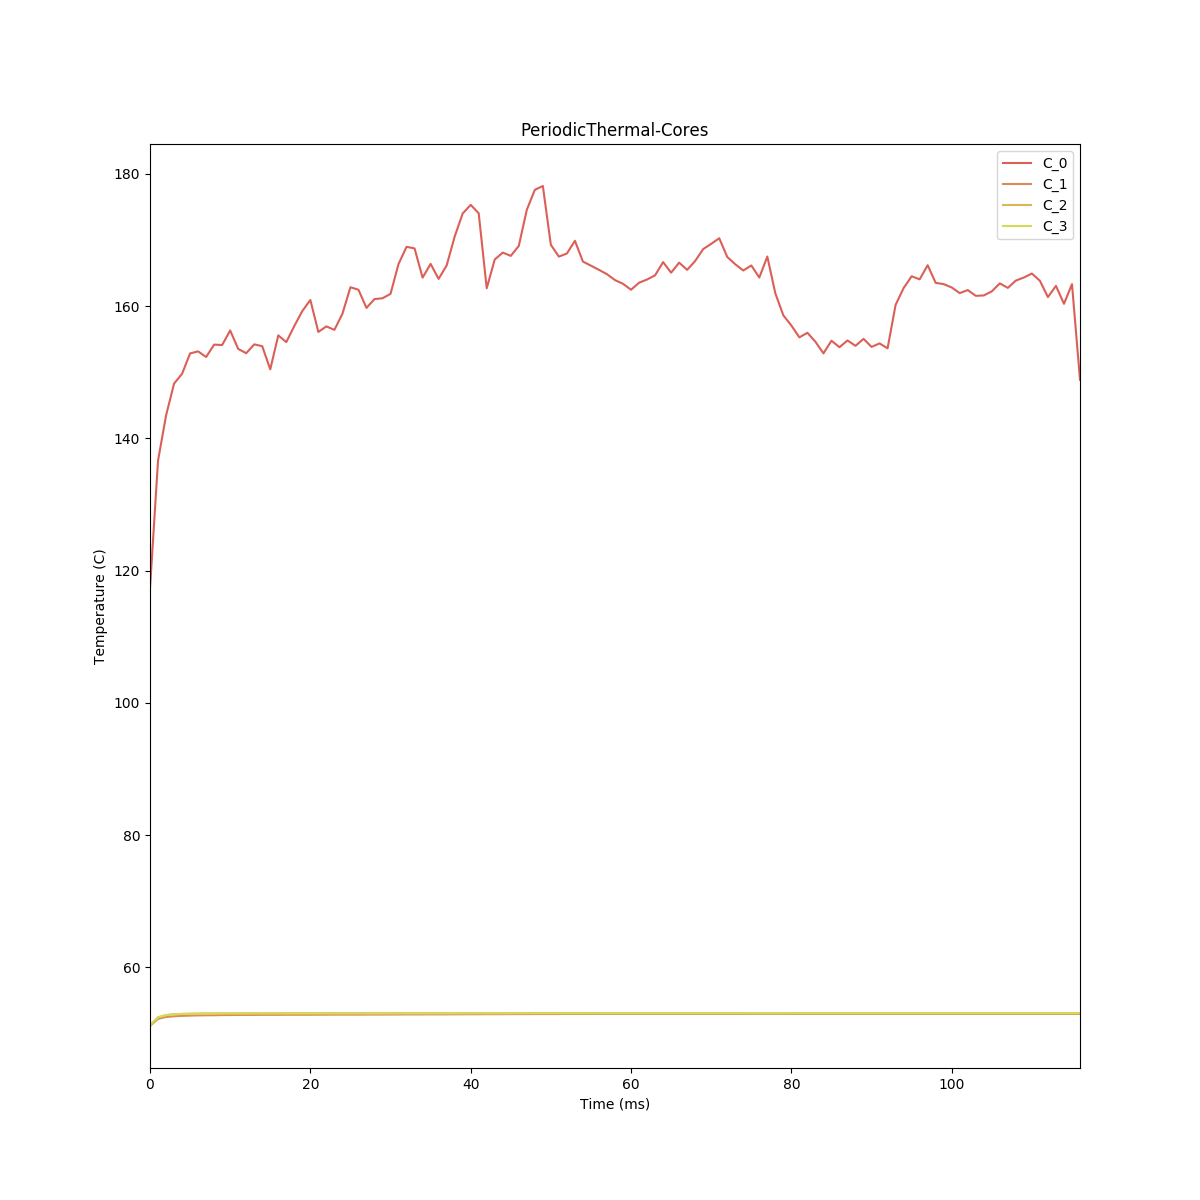 PeriodicThermal-Cores
C_0
C_1
C_2
C_3
180
160
140
120
100
80
60
Temperature (C)
0 20 40 60 80 100
Time (ms)